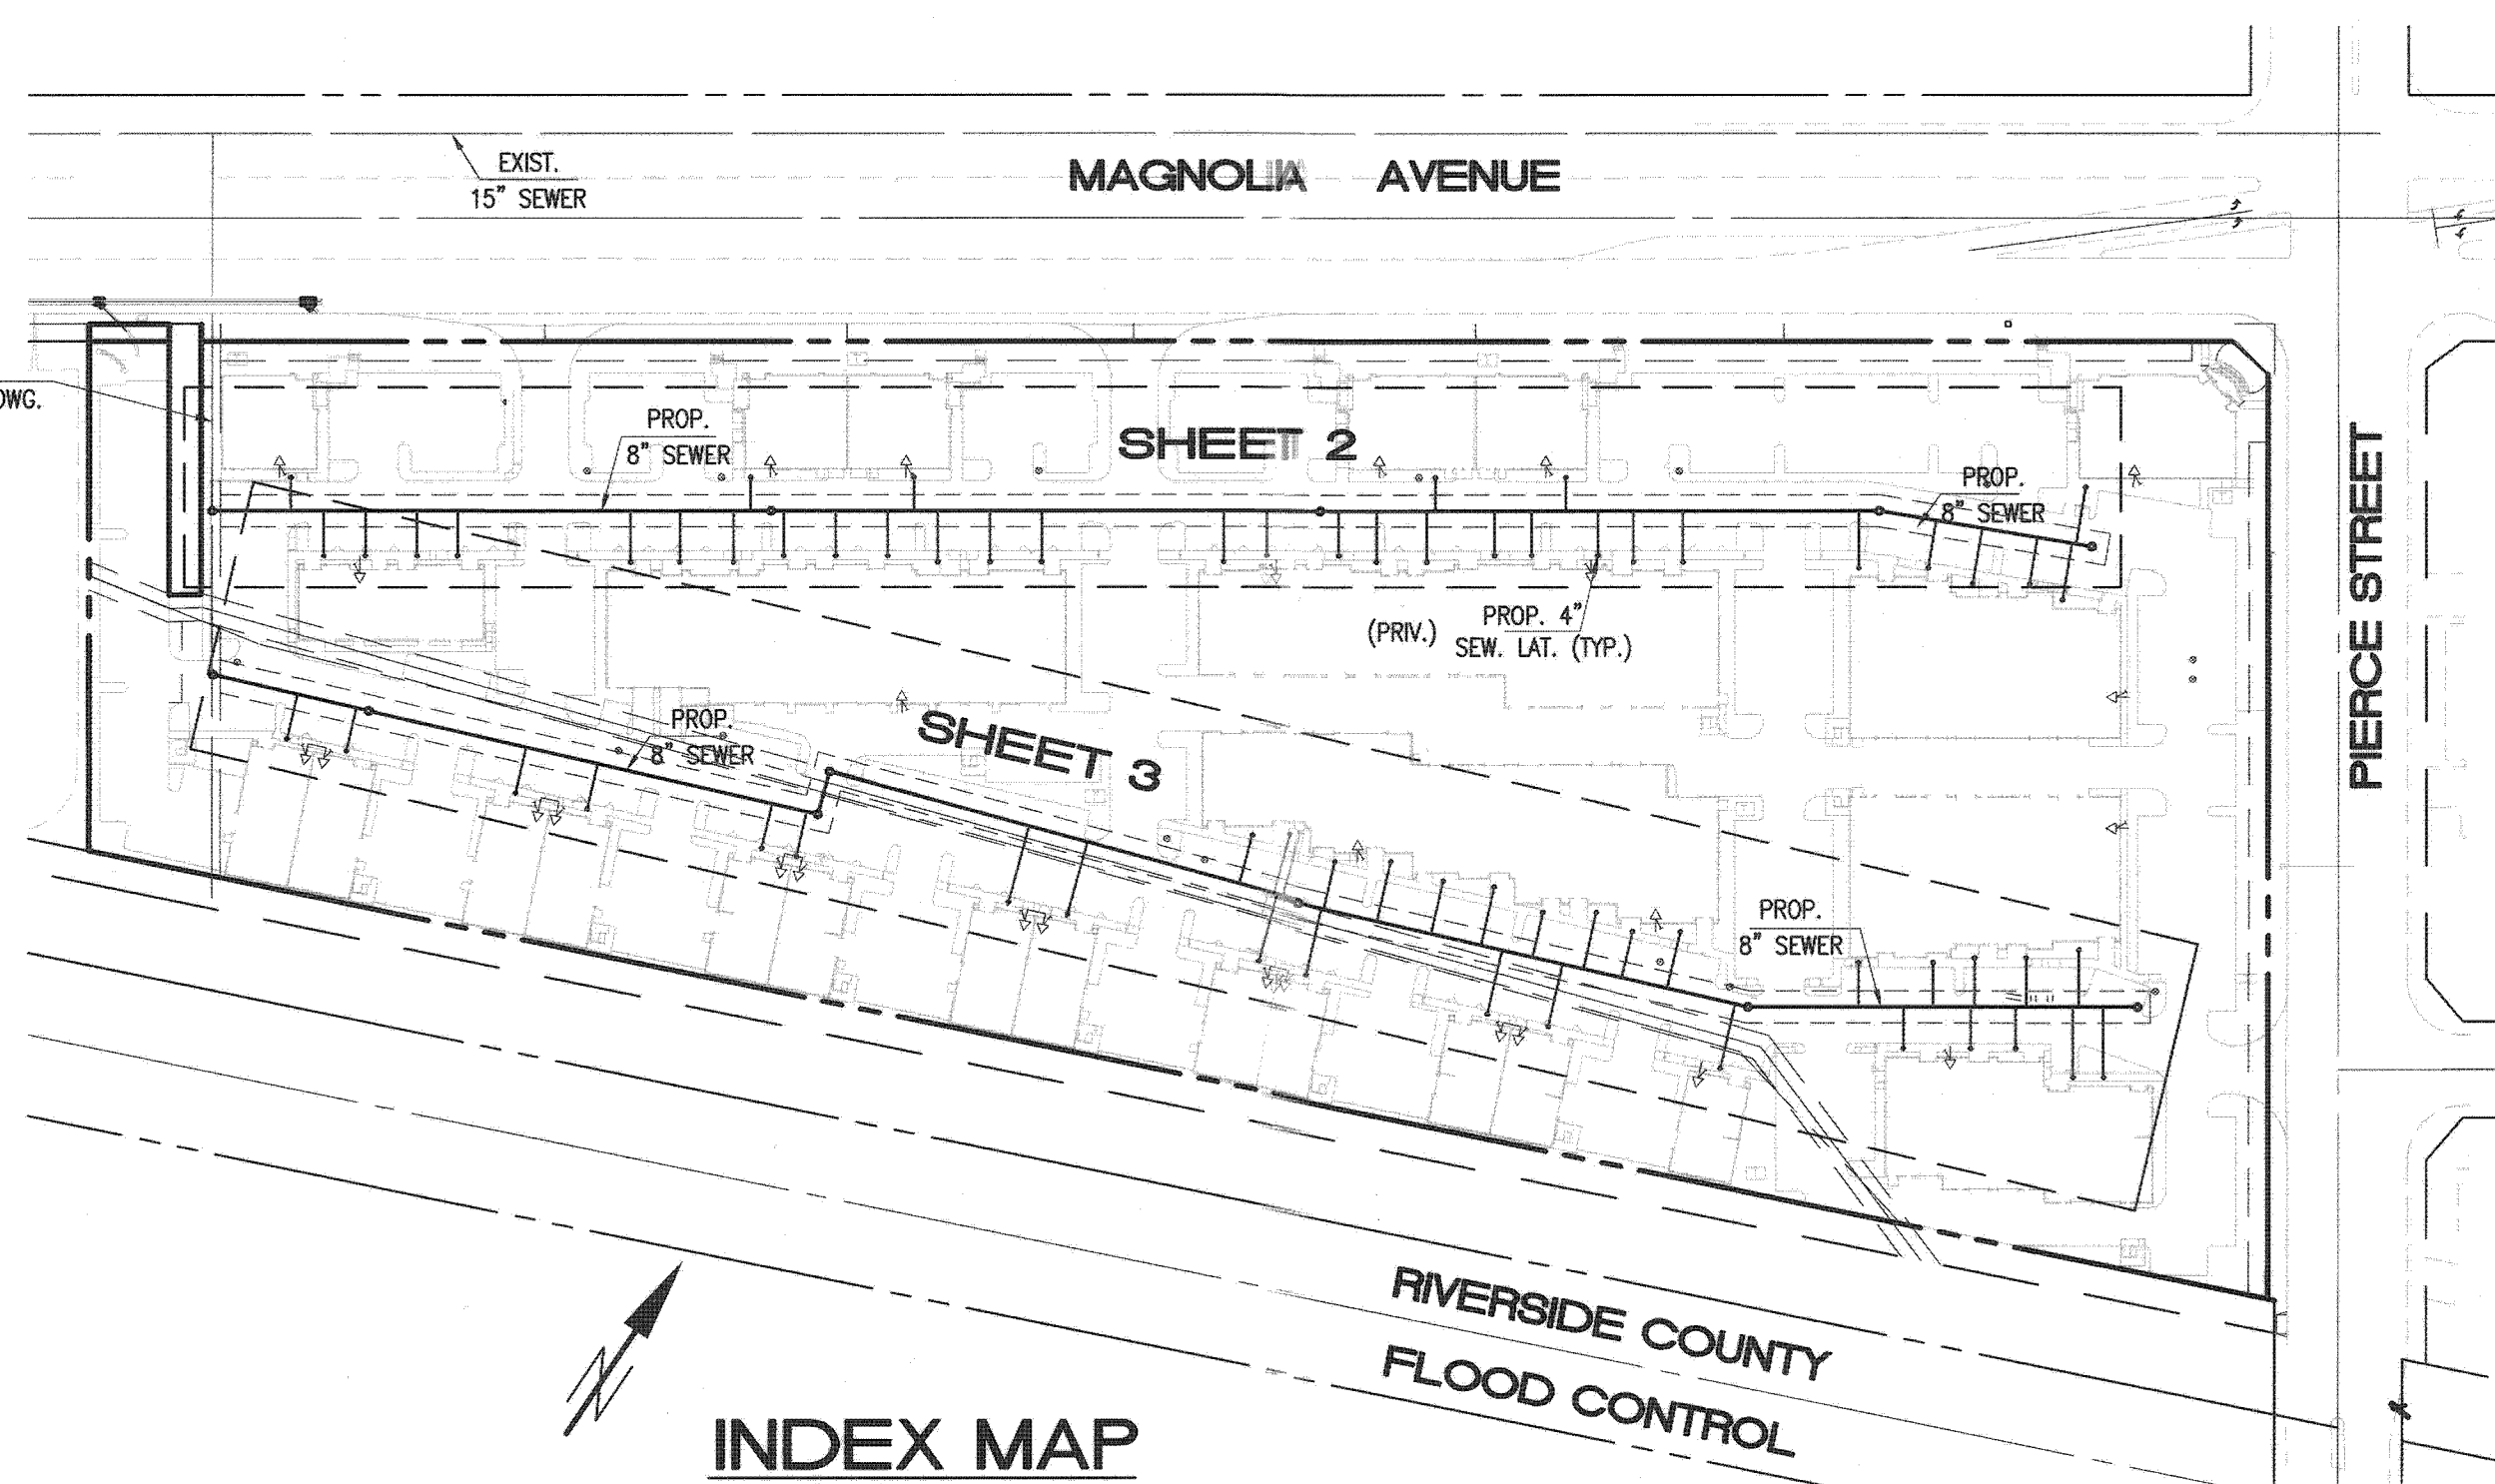 EXIST.
15" SEWER
MAGNOLIA AVENUE
DWG.
PROP.
8" SEWER
SHEET 2
PROP.
8" SEWER
PIERCE STREET
(PRIV.)
PROP. 4"
SEW. LAT. (TYP.)
PROP.
8" SEWER
SHEET 3
PROP.
8" SEWER
RIVERSIDE COUNTY
FLOOD CONTROL
N
INDEX MAP